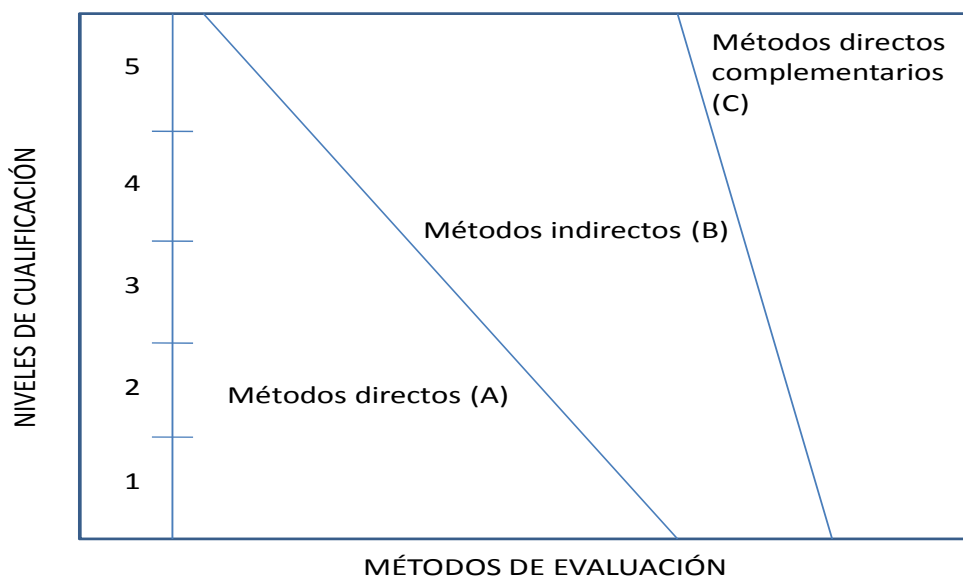 Métodos directos
complementarios
(C)
5
4
Métodos indirectos (B)
3
2
Métodos directos (A)
1
NIVELES DE CUALIFICACIÓN
MÉTODOS DE EVALUACIÓN